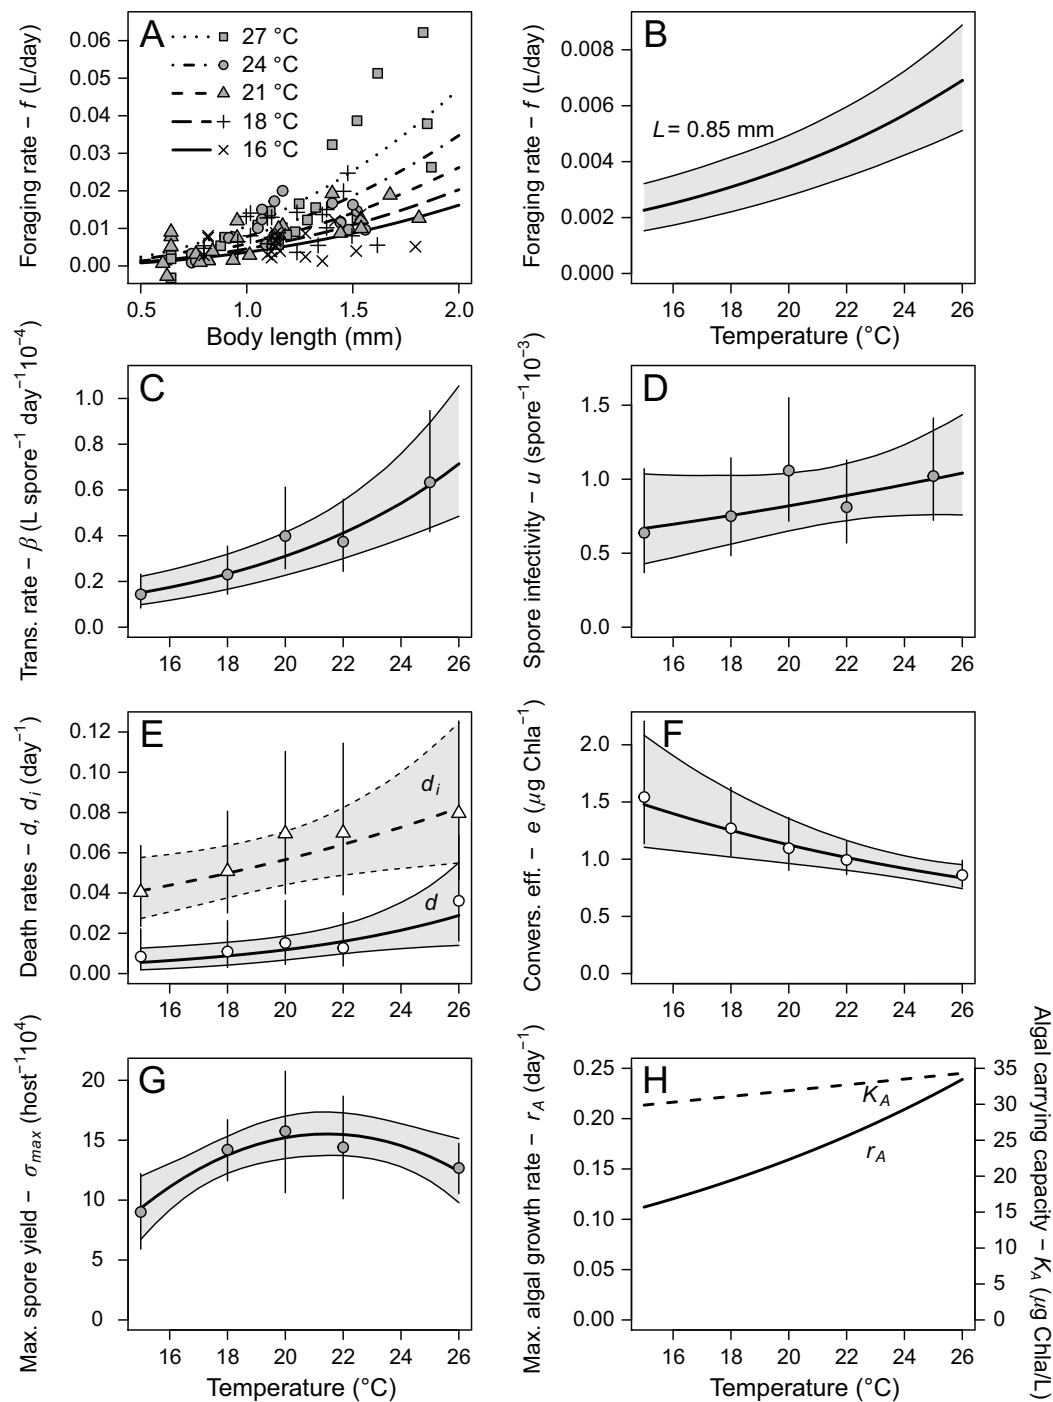 A
27 °C
24 °C
21 °C
18 °C
16 °C
Foraging rate − f (L/day)
0.06
0.05
0.04
0.03
0.02
0.01
0.00
0.5 1.0 1.5 2.0
Body length (mm)
B
L = 0.85 mm
Foraging rate − f (L/day)
0.008
0.006
0.004
0.002
0.000
16 18 20 22 24 26
Temperature (°C)
C
Trans. rate − β (L spore⁻¹ day⁻¹10⁻⁴)
1.0
0.8
0.6
0.4
0.2
0.0
16 18 20 22 24 26
D
Spore infectivity − u (spore⁻¹10⁻³)
1.5
1.0
0.5
0.0
16 18 20 22 24 26
E
dᵢ
d
Death rates − d, dᵢ (day⁻¹)
0.12
0.10
0.08
0.06
0.04
0.02
0.00
16 18 20 22 24 26
F
Convers. eff. − e (μg Chla⁻¹)
2.0
1.5
1.0
0.5
0.0
16 18 20 22 24 26
G
Max. spore yield − σmax (host⁻¹10⁴)
20
15
10
5
0
16 18 20 22 24 26
Temperature (°C)
H
K_A
r_A
Max. algal growth rate − r_A (day⁻¹)
0.25
0.20
0.15
0.10
0.05
0.00
35
30
25
20
15
10
5
0
Algal carrying capacity − K_A (μg Chla/L)
16 18 20 22 24 26
Temperature (°C)